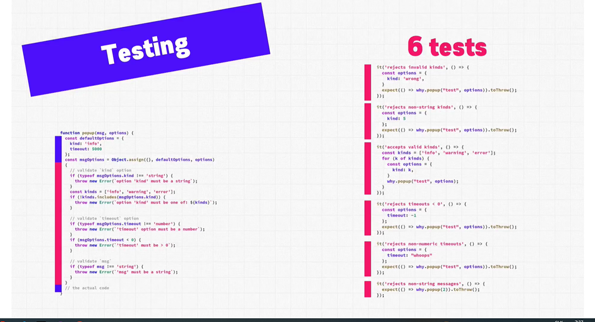 Testing
6 tests
function popup(msg, options) {
const defaultOptions = {
kind: 'info',
timeout: 5000
};
const msgOptions = Object.assign({}, defaultOptions, options)
{
// validate `kind` option
if (typeof msgOptions.kind !== 'string') {
throw new Error(`option 'kind' must be a string`);
}
const kinds = ['info', 'warning', 'error'];
if (!kinds.includes(msgOptions.kind) {
throw new Error(`option 'kind' must be one of: ${kinds}`);
}
// validate `timeout` option
if (typeof msgOptions.timeout !== 'number') {
throw new Error(`'timeout' option must be a number`);
}
if (msgOptions.timeout < 0) {
throw new Error(`'timeout' must be > 0`);
}
// validate `msg`
if (typeof msg !== 'string') {
throw new Error(`'msg' must be a string`);
}
}
// the actual code
}
it('rejects invalid kinds', () => {
const options = {
kind: 'wrong',
}
expect(() => why.popup("test", options)).toThrow();
});
it('rejects non-string kinds', () => {
const options = {
kind: 5
};
expect(() => why.popup("test", options)).toThrow();
});
it('accepts valid kinds', () => {
const kinds = ['info', 'warning', 'error'];
for (k of kinds) {
const options = {
kind: k,
}
why.popup("test", options);
}
});
it('rejects timeouts < 0', () => {
const options = {
timeout: -1
};
expect(() => why.popup("test", options)).toThrow();
});
it('rejects non-numeric timeouts', () => {
const options = {
timeout: "whoops"
};
expect(() => why.popup("test", options)).toThrow();
});
it('rejects non-string messages', () => {
expect(() => why.popup(2)).toThrow();
});